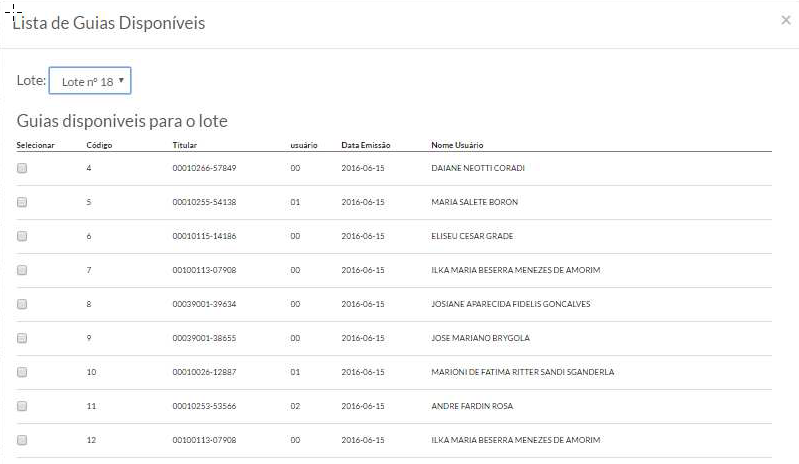 Lista de Guias Disponíveis
×
Lote: Lote nº 18
Guias disponiveis para o lote
Selecionar Código Titular usuário Data Emissão Nome Usuário
4 00010266-57849 00 2016-06-15 DAIANE NEOTTI CORADI
5 00010255-54138 01 2016-06-15 MARIA SALETE BORON
6 00010115-14186 00 2016-06-15 ELISEU CESAR GRADE
7 00100113-07908 00 2016-06-15 ILKA MARIA BESERRA MENEZES DE AMORIM
8 00039001-39634 00 2016-06-15 JOSIANE APARECIDA FIDELIS GONCALVES
9 00039001-38655 00 2016-06-15 JOSE MARIANO BRYGOLA
10 00010026-12887 01 2016-06-15 MARIONI DE FATIMA RITTER SANDI SGANDERLA
11 00010253-53566 02 2016-06-15 ANDRE FARDIN ROSA
12 00100113-07908 00 2016-06-15 ILKA MARIA BESERRA MENEZES DE AMORIM